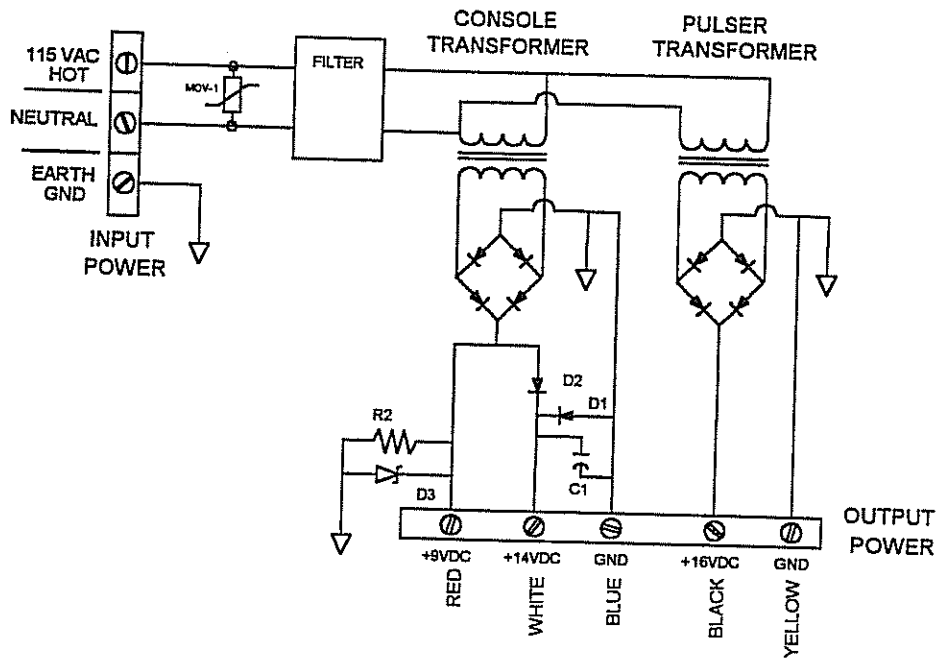 CONSOLE
TRANSFORMER
PULSER
TRANSFORMER
115 VAC
HOT
NEUTRAL
EARTH
GND
INPUT
POWER
MOV-1
FILTER
D2
D1
R2
D3
C1
+9VDC
+14VDC
GND
+16VDC
GND
OUTPUT
POWER
RED
WHITE
BLUE
BLACK
YELLOW